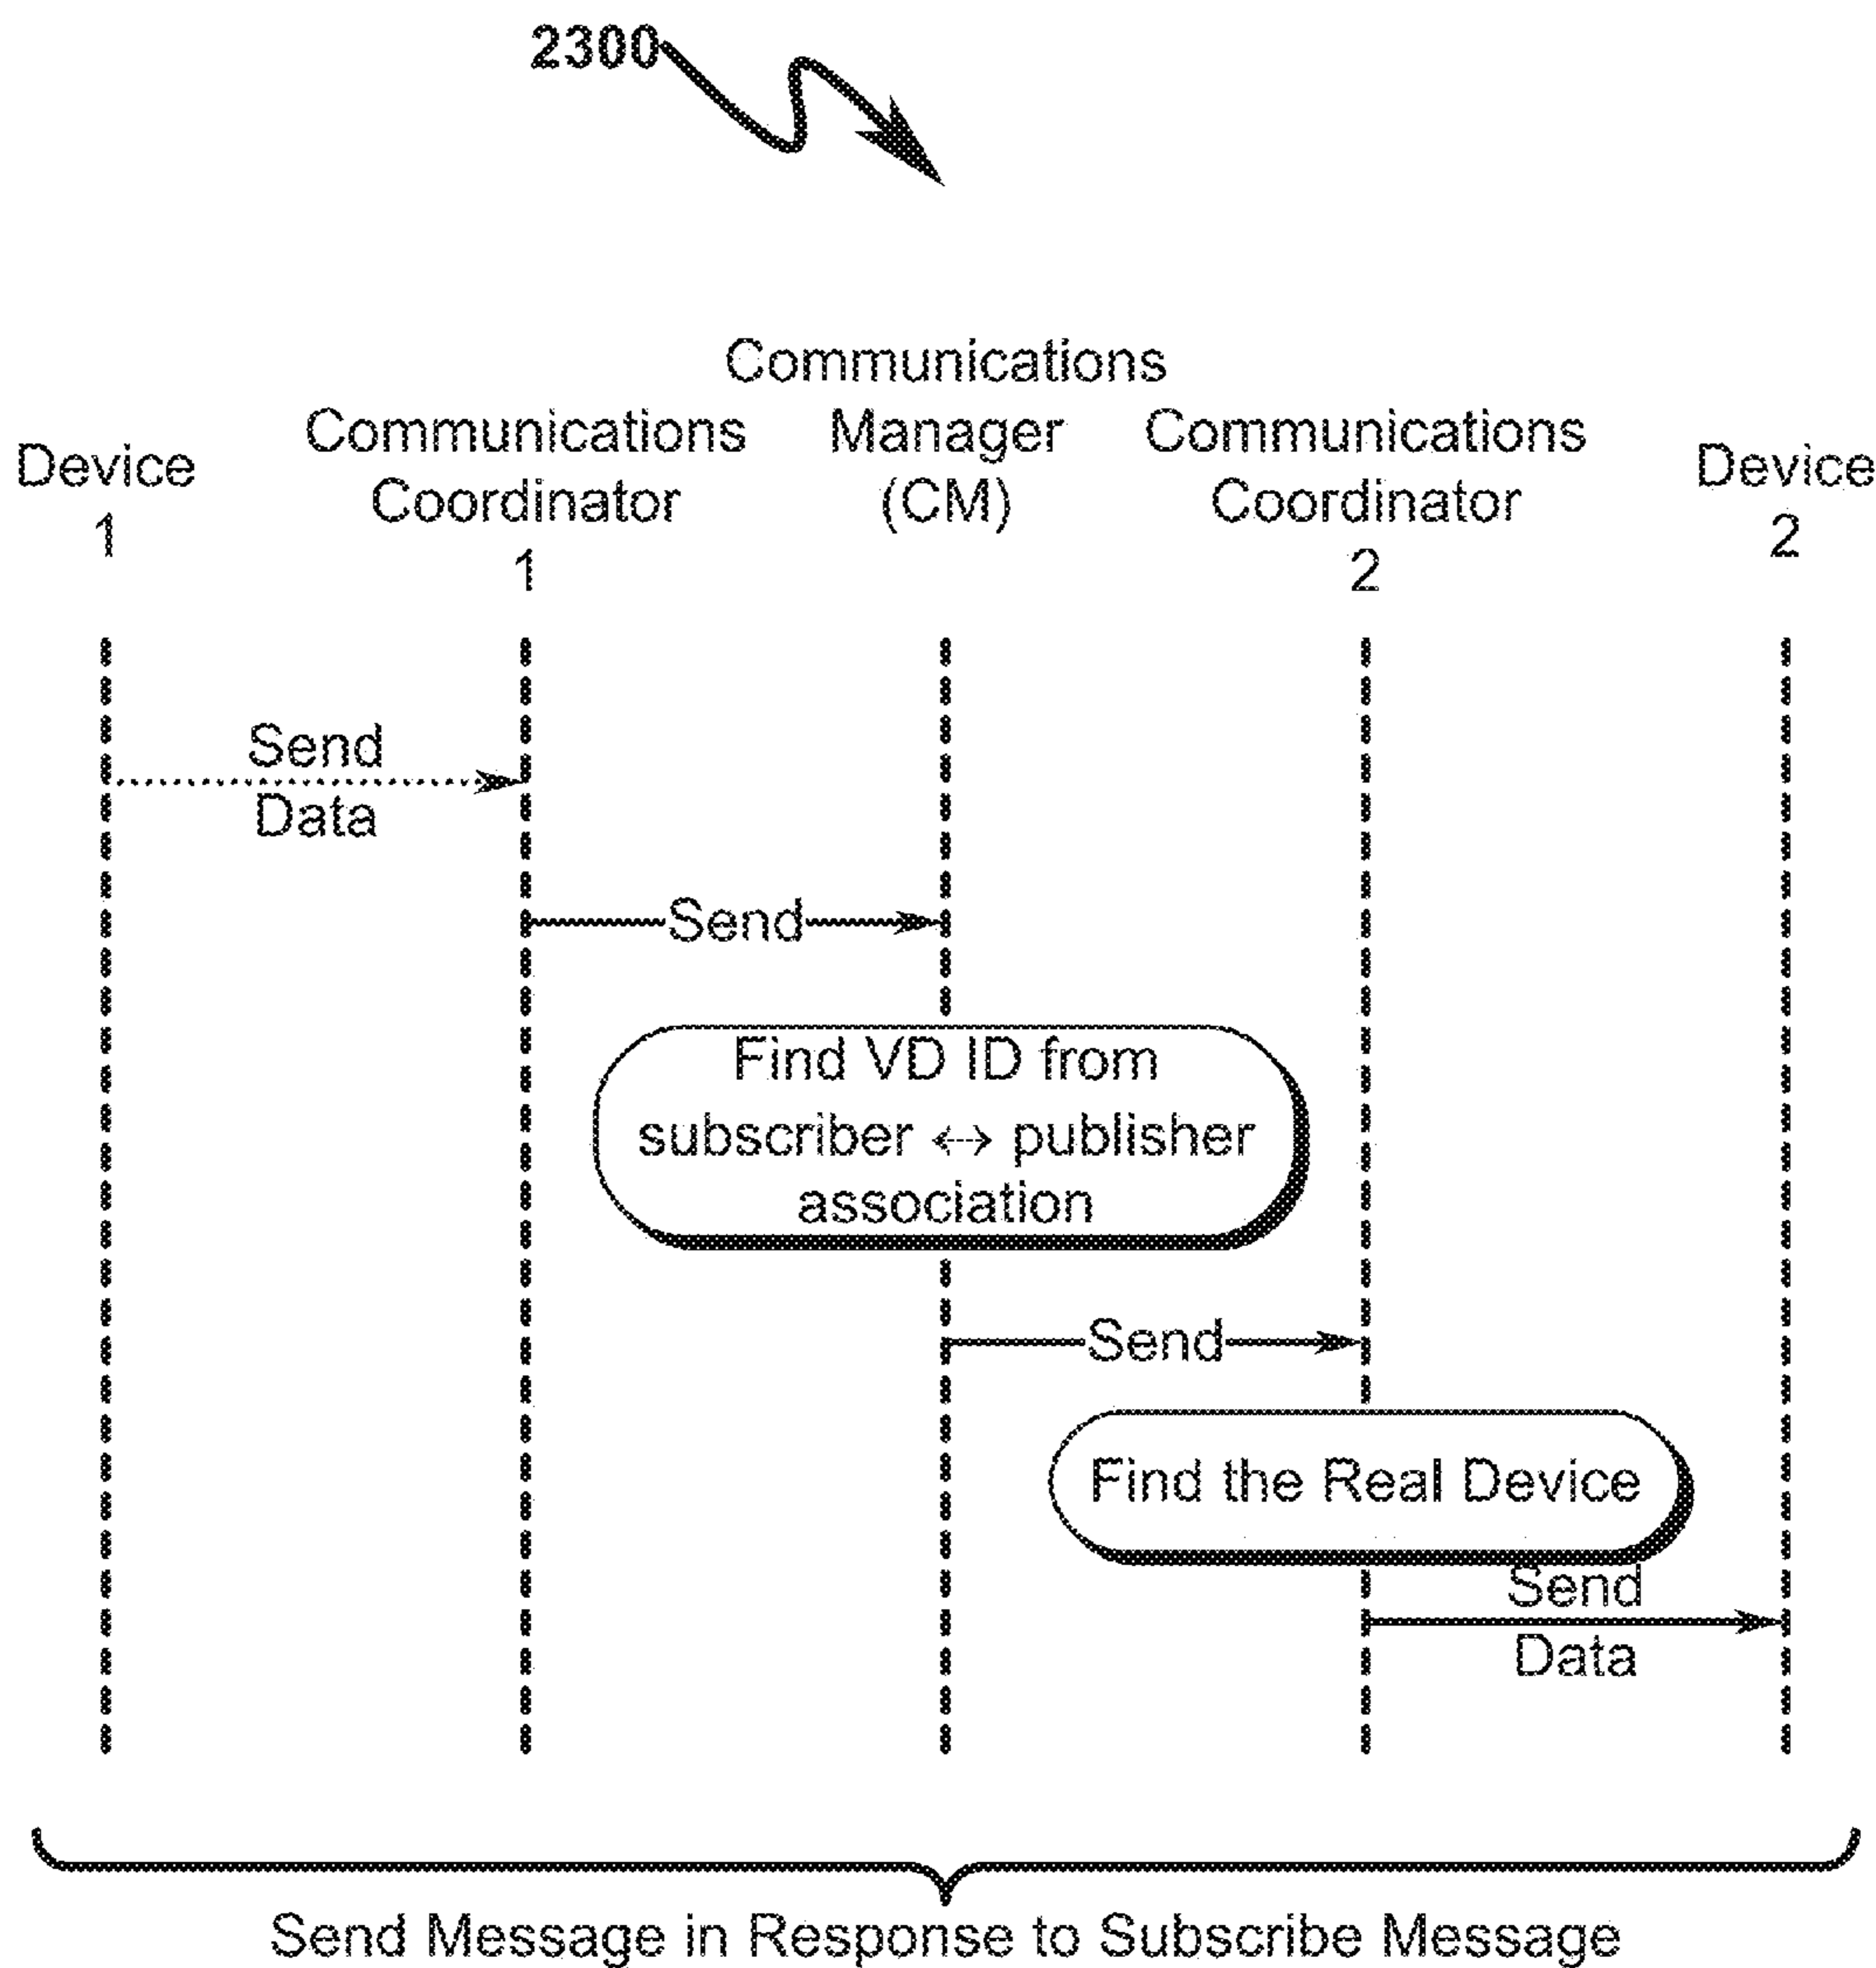 2300
Device
1
Communications
Coordinator
1
Communications
Manager
(CM)
Communications
Coordinator
2
Device
2
Send
Data
Send
Find VD ID from
subscriber ↔ publisher
association
Send
Find the Real Device
Send
Data
Send Message in Response to Subscribe Message